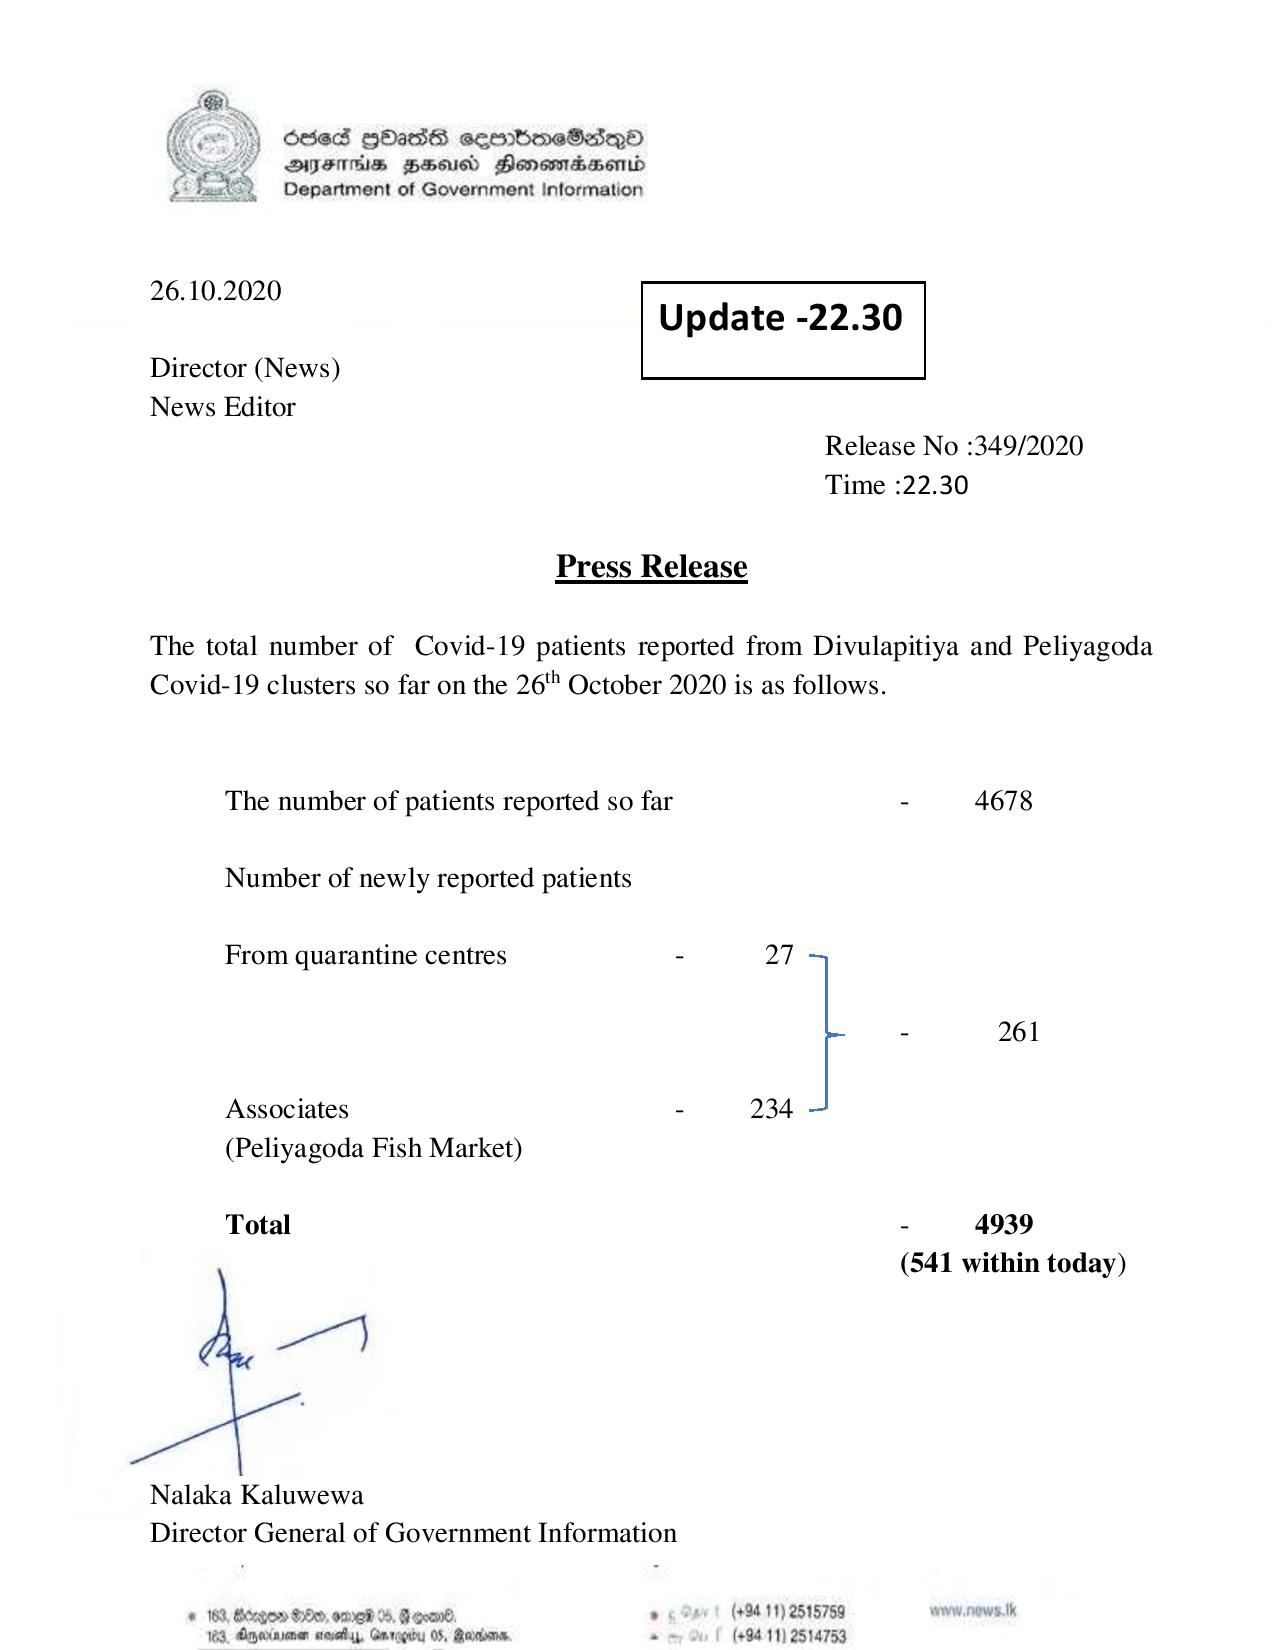 රජයේ ප්‍රවෘත්ති දෙපාර්තමේන්තුව
அரசாங்க தகவல் திணைக்களம்
Department of Government Information
26.10.2020
Update -22.30
Director (News)
News Editor
Release No :349/2020
Time :22.30
Press Release
The total number of Covid-19 patients reported from Divulapitiya and Peliyagoda
Covid-19 clusters so far on the 26th October 2020 is as follows.
The number of patients reported so far - 4678
Number of newly reported patients
From quarantine centres - 27
- 261
Associates - 234
(Peliyagoda Fish Market)
Total - 4939
(541 within today)
Nalaka Kaluwewa
Director General of Government Information
163, කිරුලපන මාවත, කොළඹ 05, ශ්‍රී ලංකාව.
(+94 11) 2515759
www.news.lk
163, கிருலப்பனை எவனியூ, கொழும்பு 05, இலங்கை.
(+94 11) 2514753